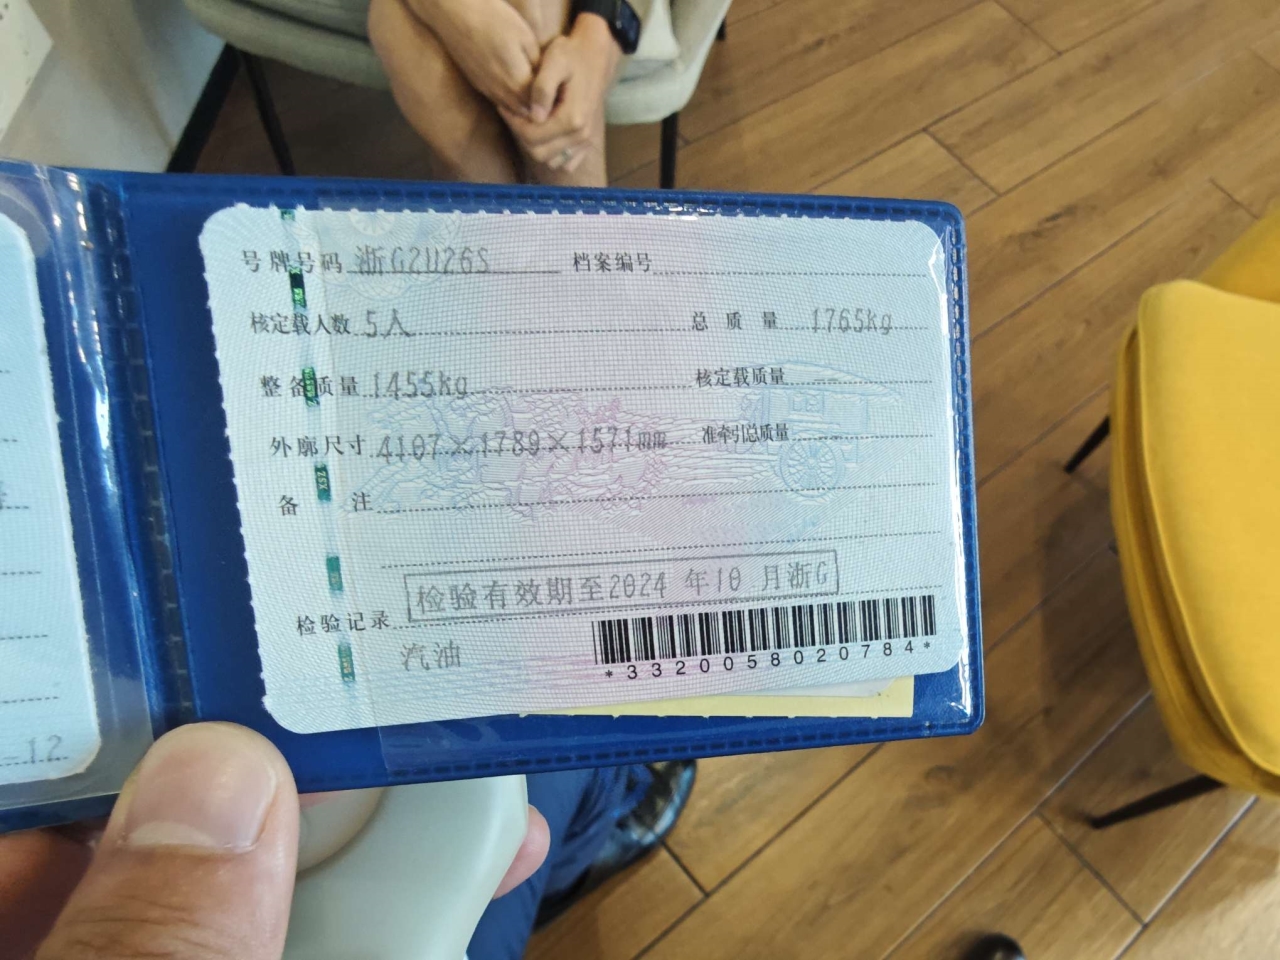 号牌号码 浙G2U26S 档案编号
核定载人数 5人 总质量 1765kg
整备质量 1455kg 核定载质量 --
外廓尺寸 4107×1789×1571mm 准牵引总质量 --
备注
检验有效期至2024 年10 月浙G
检验记录
汽油
*3320058020784*
-12